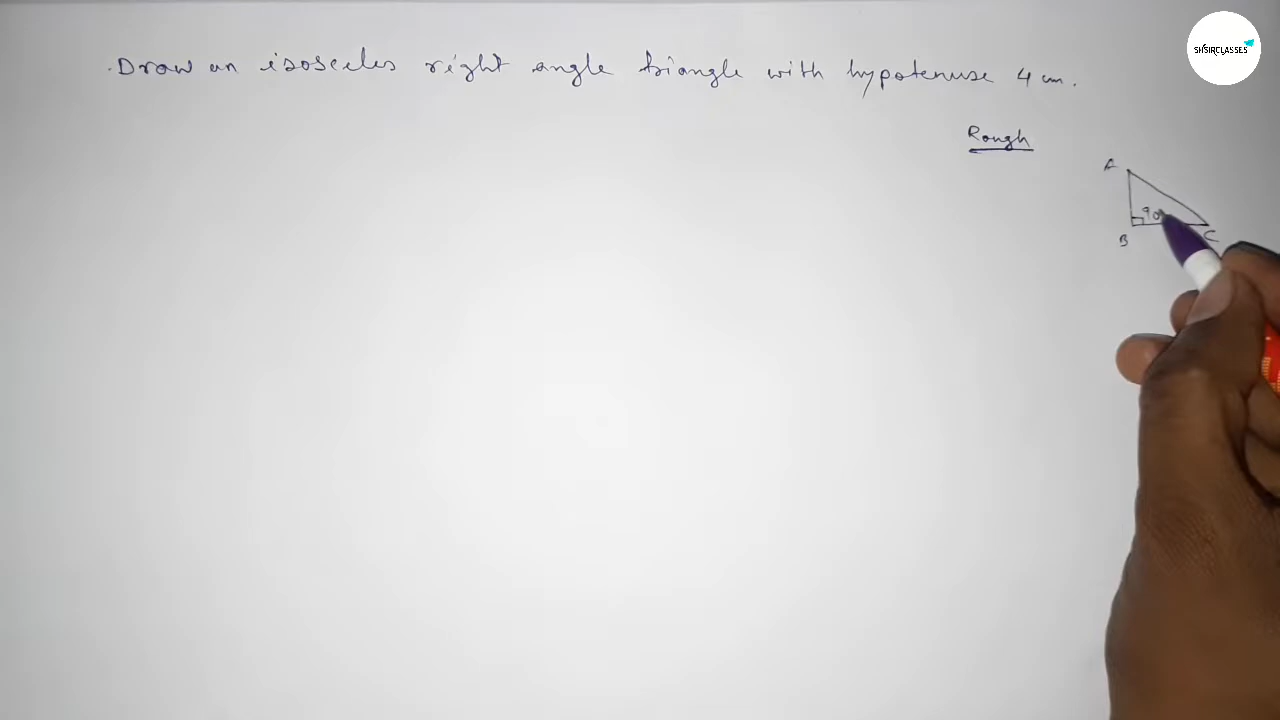 SHSIRCLASSES
Draw an isosceles right angle triangle with hypotenuse 4 cm.
Rough
A
90
B
C